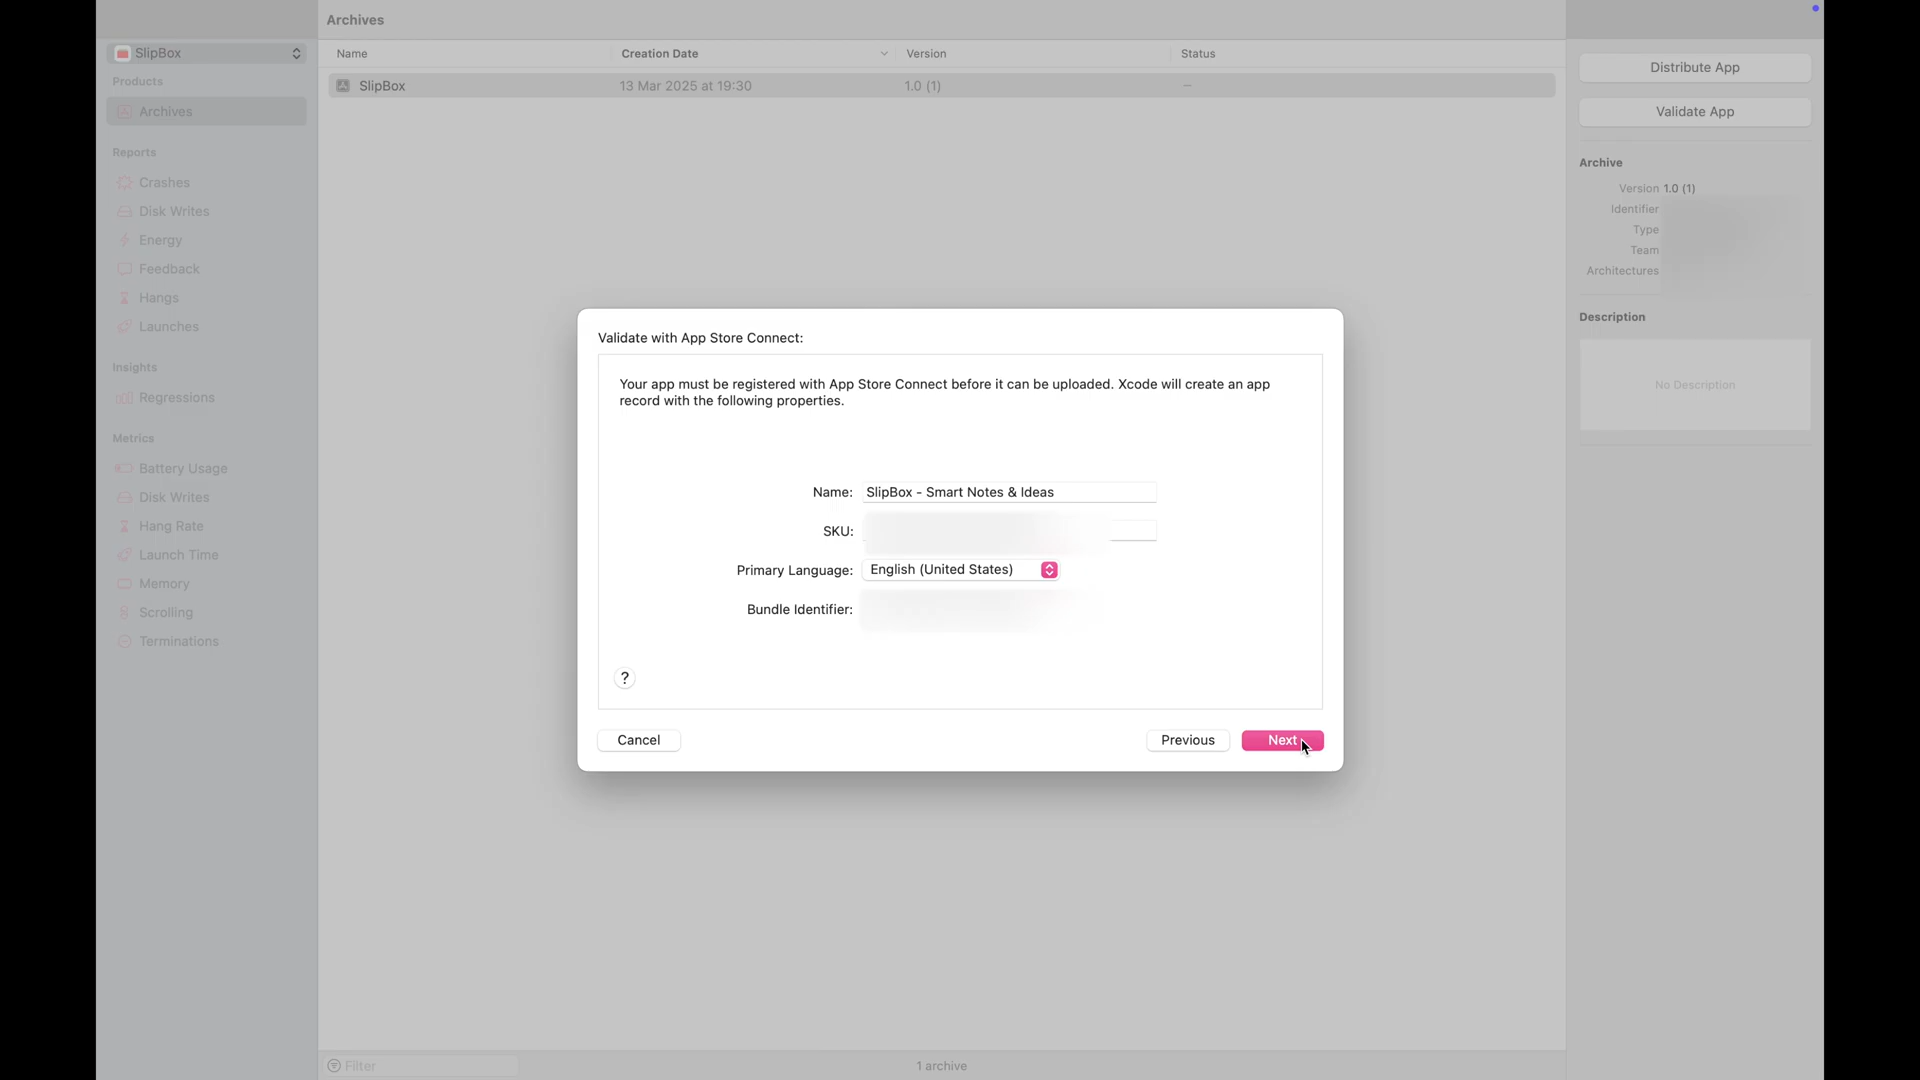 Archives
SlipBox
Name
Creation Date
Version
Status
SlipBox
13 Mar 2025 at 19:30
1.0 (1)
–
Products
Archives
Reports
Crashes
Disk Writes
Energy
Feedback
Hangs
Launches
Insights
Regressions
Metrics
Battery Usage
Disk Writes
Hang Rate
Launch Time
Memory
Scrolling
Terminations
Validate with App Store Connect:
Your app must be registered with App Store Connect before it can be uploaded. Xcode will create an app
record with the following properties.
Name: SlipBox - Smart Notes & Ideas
SKU:
Primary Language: English (United States)
Bundle Identifier:
?
Cancel
Previous
Next
Distribute App
Validate App
Archive
Version 1.0 (1)
Identifier
Type
Team
Architectures
Description
No Description
Filter
1 archive